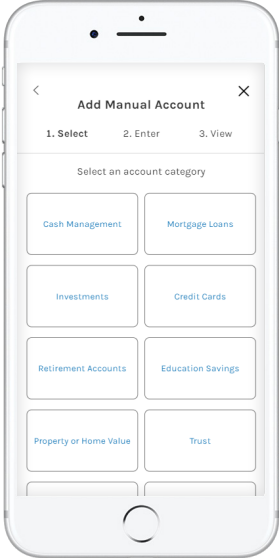 Add Manual Account
1. Select 2. Enter 3. View
Select an account category
Cash Management Mortgage Loans
Investments Credit Cards
Retirement Accounts Education Savings
Property or Home Value Trust